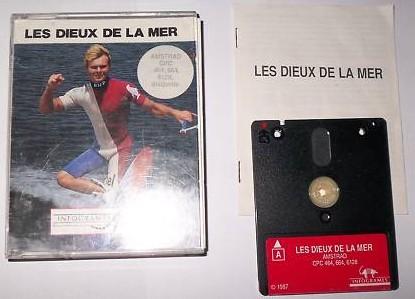 LES DIEUX DE LA MER
AMSTRAD
CPC
464, 664,
6128,
disquette
INFOGRAMES
LES DIEUX DE LA MER
A
LES DIEUX DE LA MER
AMSTRAD
CPC 464, 664, 6128
© 1987
INFOGRAMES